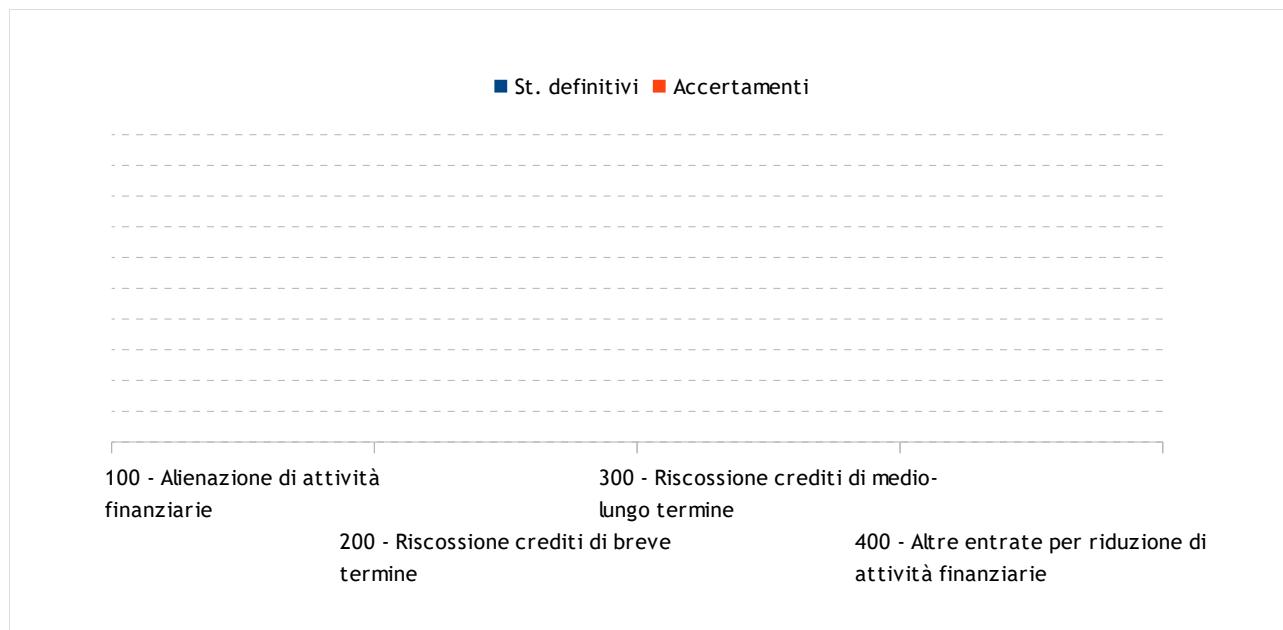 St. definitivi Accertamenti
100 - Alienazione di attività
finanziarie
200 - Riscossione crediti di breve
termine
300 - Riscossione crediti di medio-
lungo termine
400 - Altre entrate per riduzione di
attività finanziarie